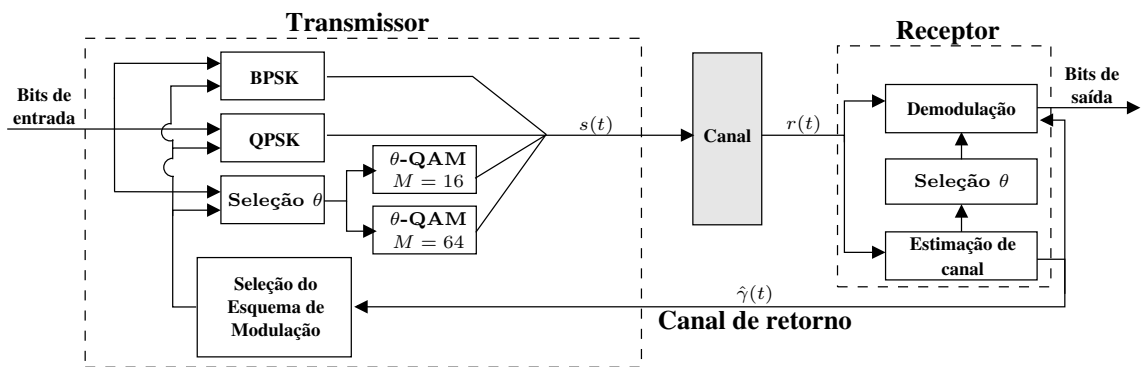 Transmissor
Receptor
Bits de
entrada
BPSK
QPSK
Seleção θ
θ-QAM
M = 16
θ-QAM
M = 64
Seleção do
Esquema de
Modulação
s(t)
Canal
r(t)
Demodulação
Seleção θ
Estimação de
canal
Bits de
saída
γ̂(t)
Canal de retorno